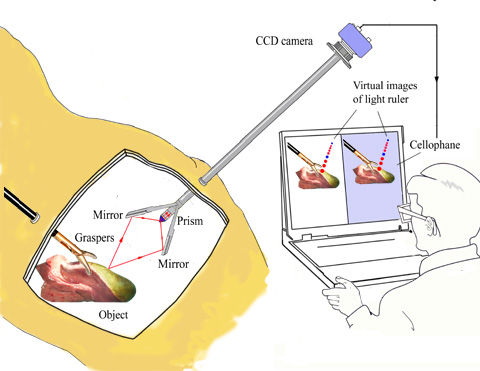 CCD camera
Virtual images
of light ruler
Cellophane
Mirror
Prism
Graspers
Mirror
Object